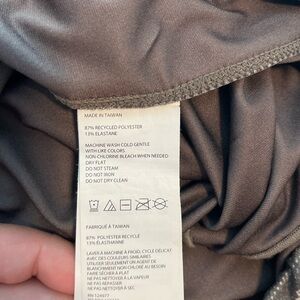 MADE IN TAIWAN
87% RECYCLED POLYESTER
13% ELASTANE
MACHINE WASH COLD GENTLE
WITH LIKE COLORS
NON-CHLORINE BLEACH WHEN NEEDED
DRY FLAT
DO NOT STEAM
DO NOT IRON
DO NOT DRY CLEAN
FABRIQUÉ À TAIWAN
87% POLYESTER RECYCLÉ
13% ÉLASTHANNE
LAVER À MACHINE À FROID, CYCLE DÉLICAT
AVEC DES COULEURS SIMILAIRES
UTILISER SEULEMENT UN AGENT DE
BLANCHIMENT NON CHLORÉ AU BESOIN
FAIRE SÉCHER À PLAT
NE PAS UTILISER DE VAPEUR
NE PAS REPASSER
NE PAS NETTOYER À SEC